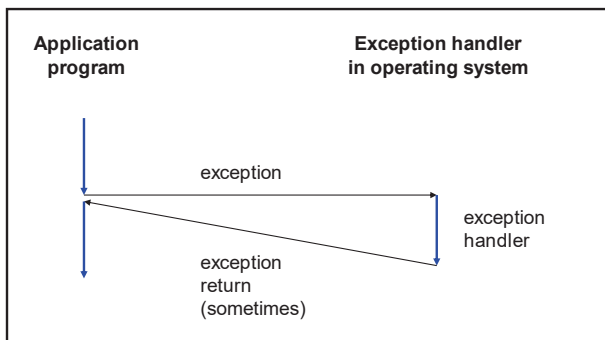 Application
program
Exception handler
in operating system
exception
exception
handler
exception
return
(sometimes)